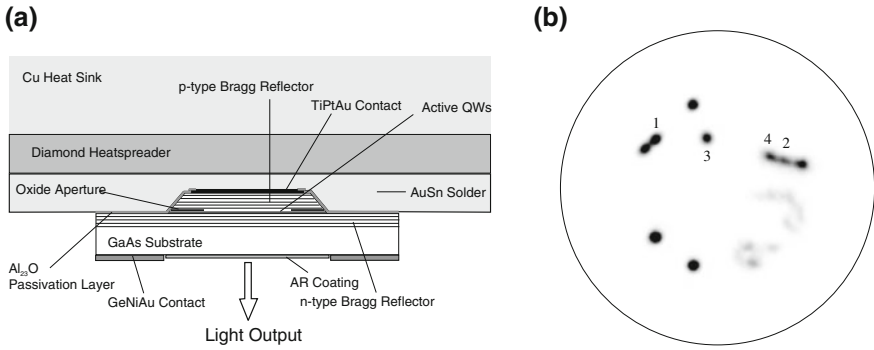 (a)
Cu Heat Sink
p-type Bragg Reflector
TiPtAu Contact
Active QWs
Diamond Heatspreader
Oxide Aperture
AuSn Solder
GaAs Substrate
Al23O
Passivation Layer
GeNiAu Contact
AR Coating
n-type Bragg Reflector
Light Output
(b)
1
3
4 2